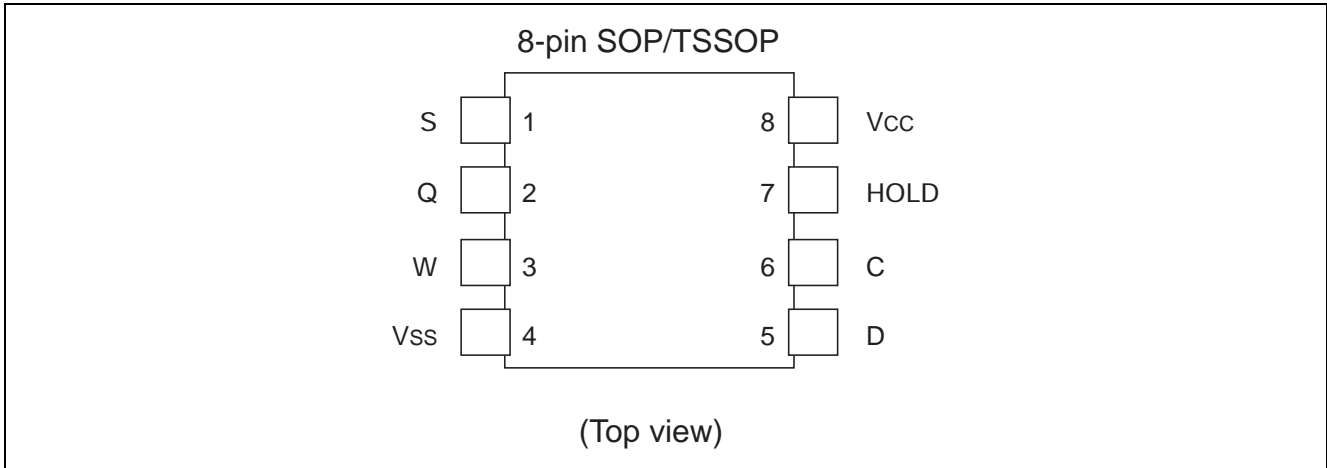 8-pin SOP/TSSOP
S 1 8 VCC
Q 2 7 HOLD
W 3 6 C
VSS 4 5 D
(Top view)